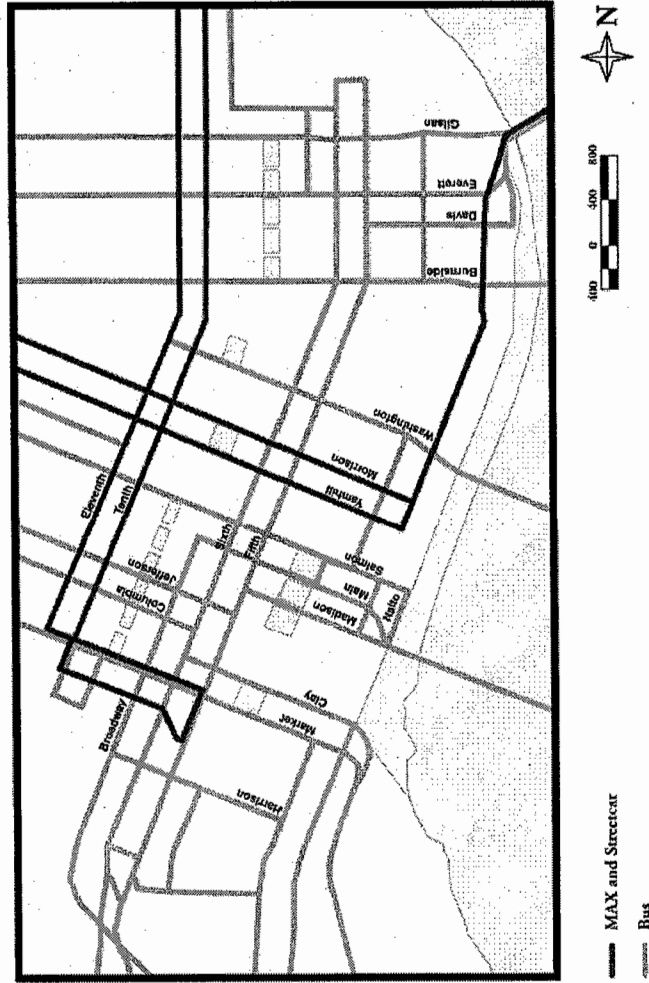 Glisan
Everett
Davis
Burnside
Washington
Morrison
Yamhill
Eleventh
Tenth
Sixth
Fifth
Salmon
Main
Madison
Naito
Jefferson
Columbia
Clay
Market
Broadway
Harrison
N
400 0 400 800
MAX and Streetcar
Bus